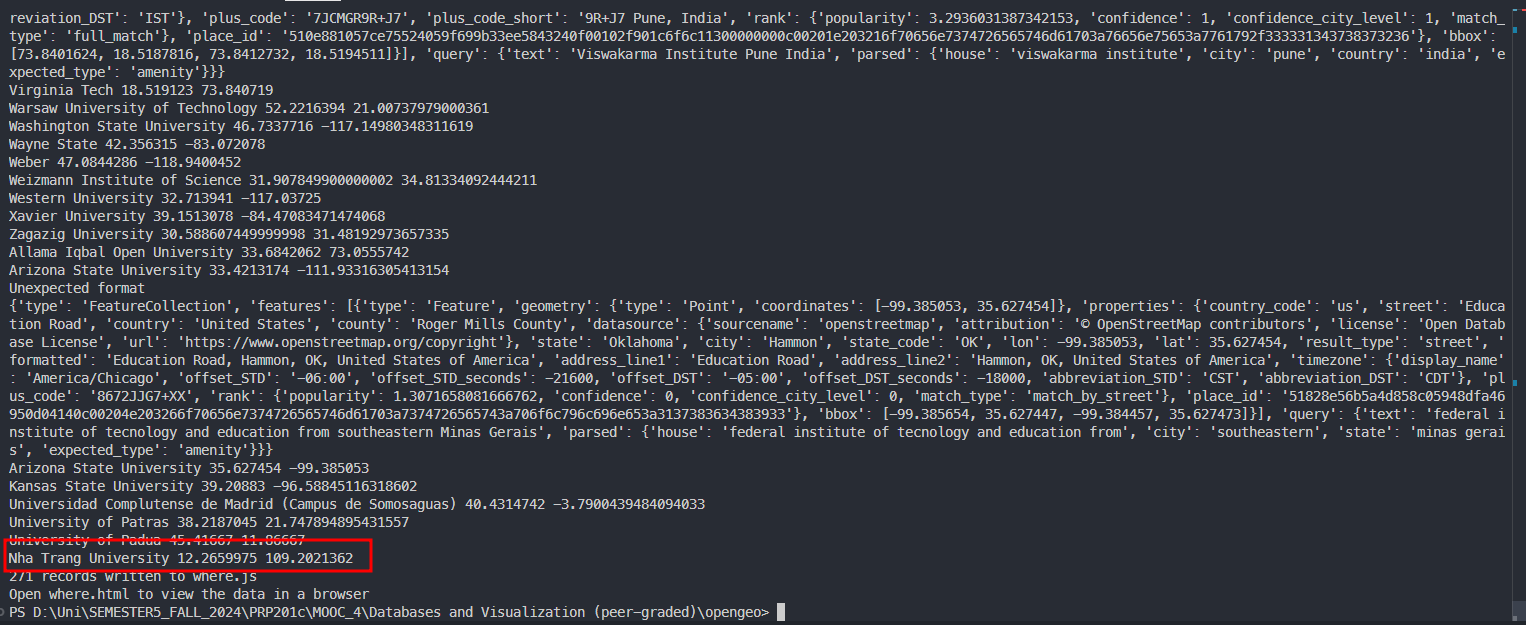 reviation_DST': 'IST'}, 'plus_code': '7JCMGR9R+J7', 'plus_code_short': '9R+J7 Pune, India', 'rank': {'popularity': 3.2936031387342153, 'confidence': 1, 'confidence_city_level': 1, 'match_
type': 'full_match'}, 'place_id': '510e881057ce75524059f699b33ee5843240f00102f901c6f6c11300000000c00201e203216f70656e7374726565746d61703a76656e75653a7761792f333331343738373236'}, 'bbox':
[73.8401624, 18.5187816, 73.8412732, 18.5194511]}], 'query': {'text': 'Viswakarma Institute Pune India', 'parsed': {'house': 'viswakarma institute', 'city': 'pune', 'country': 'india', 'e
xpected_type': 'amenity'}}}
Virginia Tech 18.519123 73.840719
Warsaw University of Technology 52.2216394 21.00737979000361
Washington State University 46.7337716 -117.14980348311619
Wayne State 42.356315 -83.072078
Weber 47.0844286 -118.9400452
Weizmann Institute of Science 31.907849900000002 34.81334092444211
Western University 32.713941 -117.03725
Xavier University 39.1513078 -84.47083471474068
Zagazig University 30.588607449999998 31.48192973657335
Allama Iqbal Open University 33.6842062 73.0555742
Arizona State University 33.4213174 -111.93316305413154
Unexpected format
{'type': 'FeatureCollection', 'features': [{'type': 'Feature', 'geometry': {'type': 'Point', 'coordinates': [-99.385053, 35.627454]}, 'properties': {'country_code': 'us', 'street': 'Educa
tion Road', 'country': 'United States', 'county': 'Roger Mills County', 'datasource': {'sourcename': 'openstreetmap', 'attribution': '© OpenStreetMap contributors', 'license': 'Open Datab
ase License', 'url': 'https://www.openstreetmap.org/copyright'}, 'state': 'Oklahoma', 'city': 'Hammon', 'state_code': 'OK', 'lon': -99.385053, 'lat': 35.627454, 'result_type': 'street', '
formatted': 'Education Road, Hammon, OK, United States of America', 'address_line1': 'Education Road', 'address_line2': 'Hammon, OK, United States of America', 'timezone': {'display_name'
: 'America/Chicago', 'offset_STD': '-06:00', 'offset_STD_seconds': -21600, 'offset_DST': '-05:00', 'offset_DST_seconds': -18000, 'abbreviation_STD': 'CST', 'abbreviation_DST': 'CDT'}, 'pl
us_code': '8672JJG7+XX', 'rank': {'popularity': 1.3071658081666762, 'confidence': 0, 'confidence_city_level': 0, 'match_type': 'match_by_street'}, 'place_id': '51828e56b5a4d858c05948dfa46
950d04140c00204e203266f70656e7374726565746d61703a7374726565743a706f6c796c696e653a3137383634383933'}, 'bbox': [-99.385654, 35.627447, -99.384457, 35.627473]}], 'query': {'text': 'federal i
nstitute of tecnology and education from southeastern Minas Gerais', 'parsed': {'house': 'federal institute of tecnology and education from', 'city': 'southeastern', 'state': 'minas gerai
s', 'expected_type': 'amenity'}}}
Arizona State University 35.627454 -99.385053
Kansas State University 39.20883 -96.58845116318602
Universidad Complutense de Madrid (Campus de Somosaguas) 40.4314742 -3.7900439484094033
University of Patras 38.2187045 21.747894895431557
University of Padua 45.41667 11.86667
Nha Trang University 12.2659975 109.2021362
271 records written to where.js
Open where.html to view the data in a browser
PS D:\Uni\SEMESTER5_FALL_2024\PRP201c\MOOC_4\Databases and Visualization (peer-graded)\opengeo>